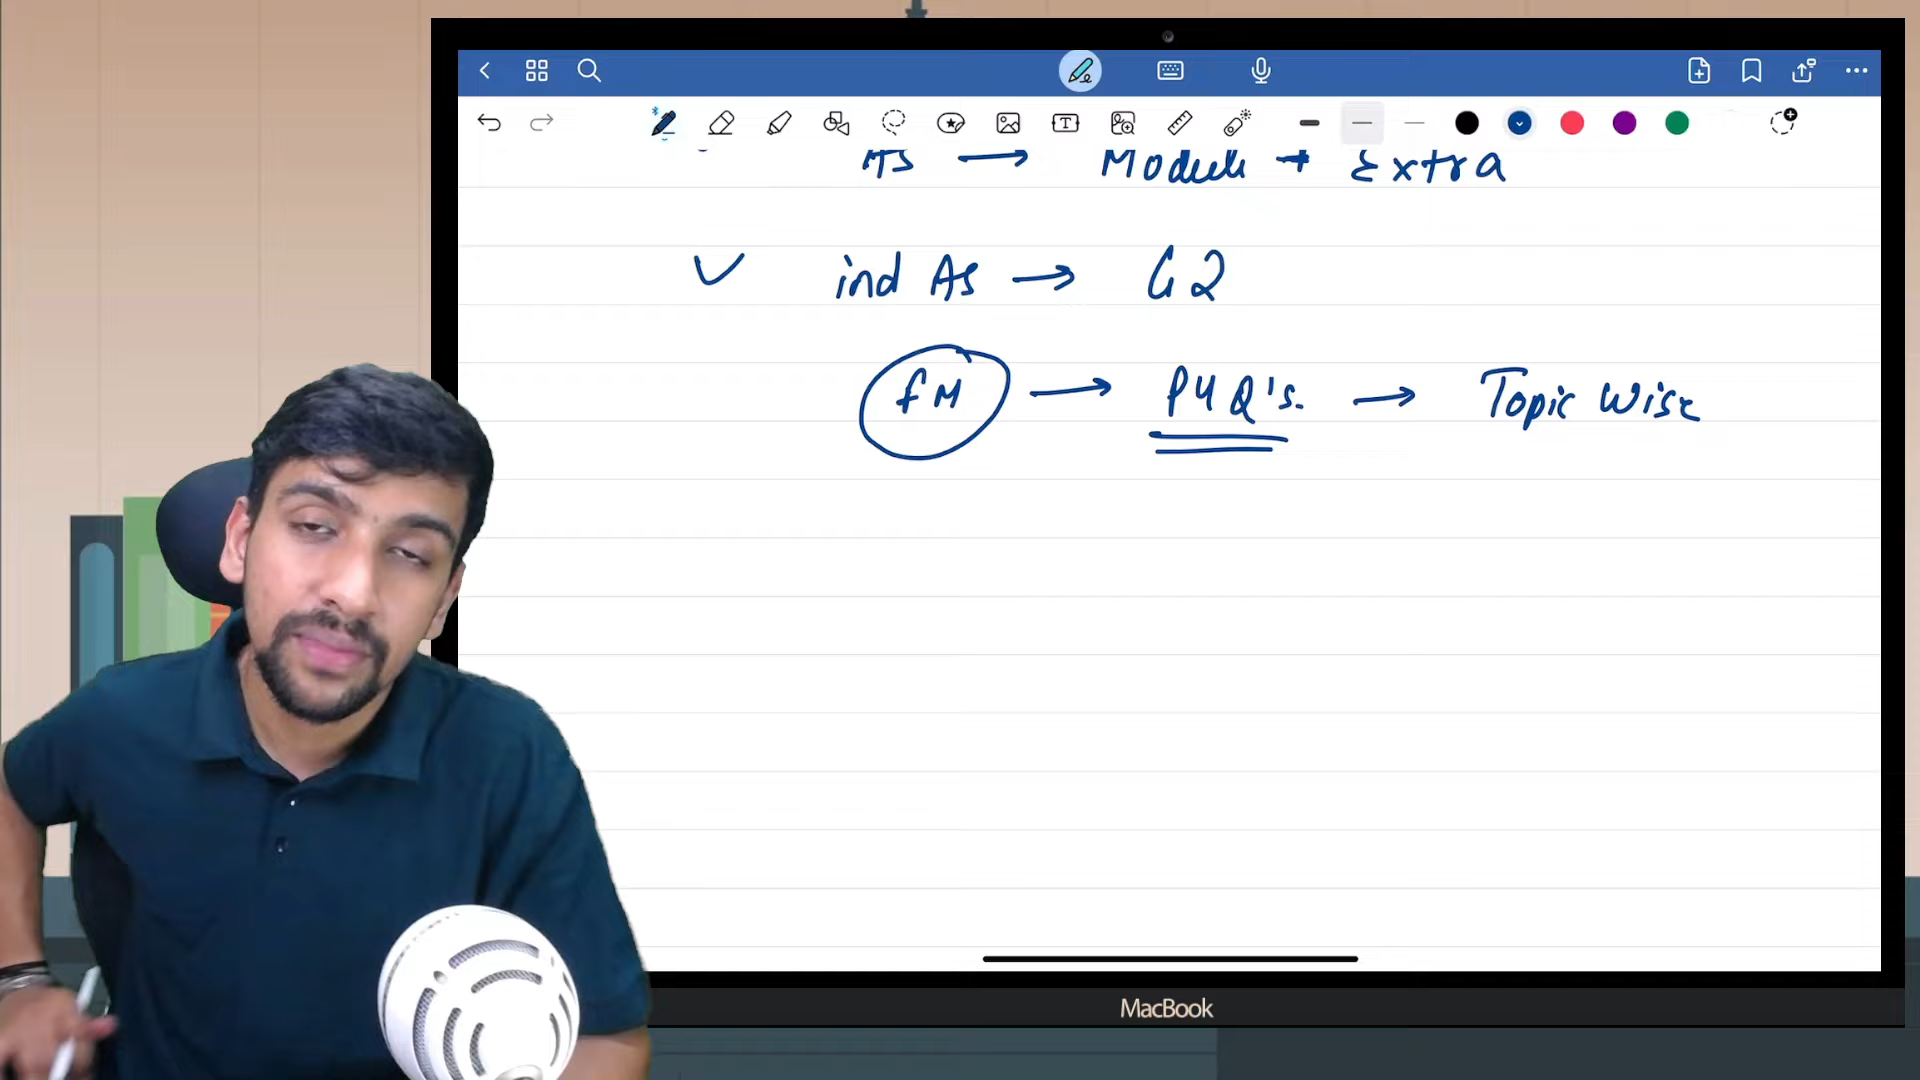 AS → Module + Extra
✓ ind AS → G2
FM → PYQ's. → Topic Wise
MacBook